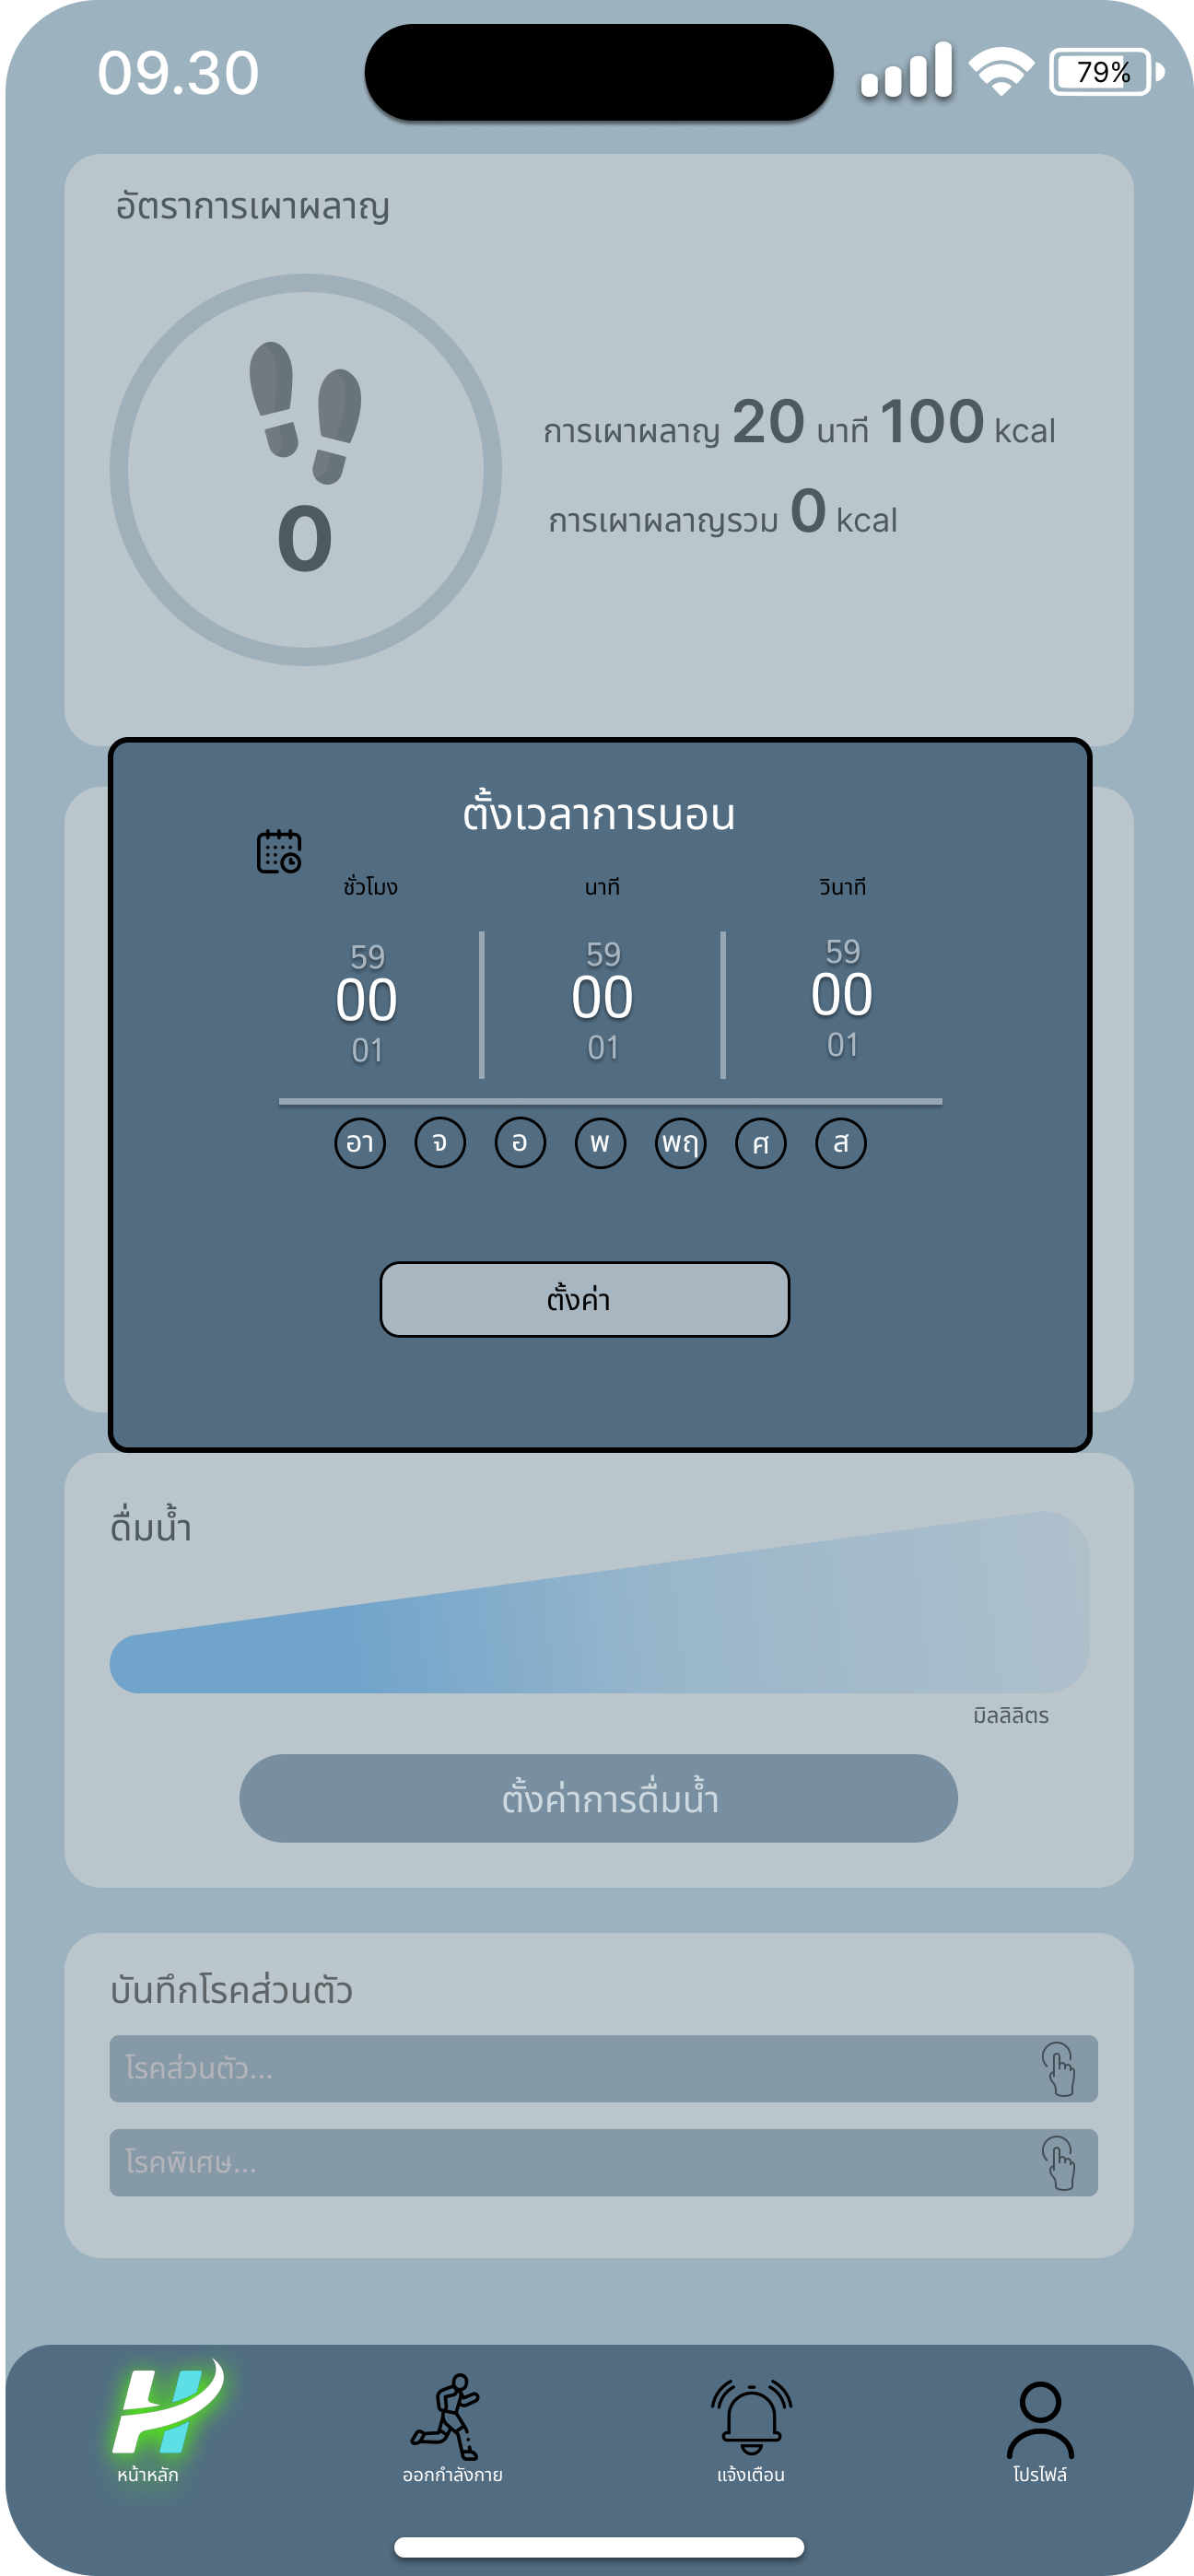 09.30
79%
อัตราการเผาผลาญ
การเผาผลาญ 20 นาที 100 kcal
การเผาผลาญรวม 0 kcal
0
ตั้งเวลาการนอน
ชั่วโมง นาที วินาที
59 59 59
00 00 00
01 01 01
อา จ อ พ พฤ ศ ส
ตั้งค่า
ดื่มน้ำ
มิลลิลิตร
ตั้งค่าการดื่มน้ำ
บันทึกโรคส่วนตัว
โรคส่วนตัว...
โรคพิเศษ...
หน้าหลัก ออกกำลังกาย แจ้งเตือน โปรไฟล์